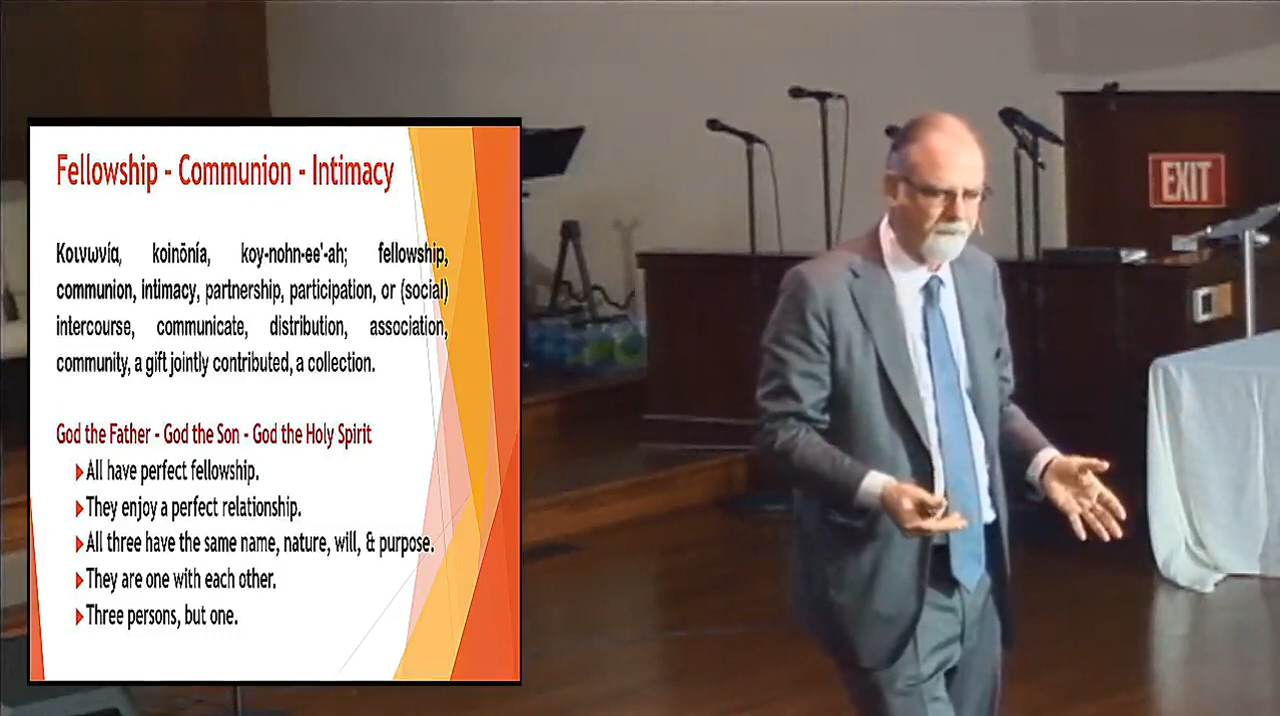 Fellowship - Communion - Intimacy
Κοινωνία, koinōnía, koy-nohn-ee'-ah; fellowship,
communion, intimacy, partnership, participation, or (social)
intercourse, communicate, distribution, association,
community, a gift jointly contributed, a collection.
God the Father - God the Son - God the Holy Spirit
All have perfect fellowship.
They enjoy a perfect relationship.
All three have the same name, nature, will, & purpose.
They are one with each other.
Three persons, but one.
EXIT